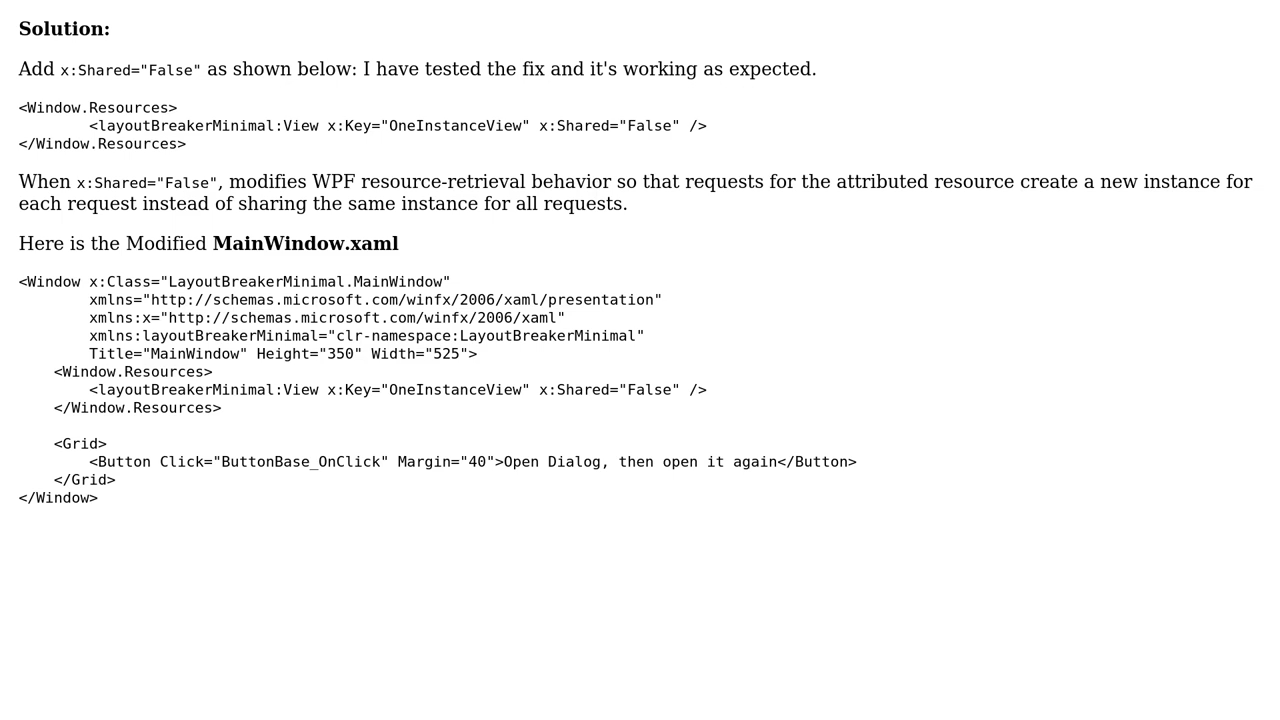 Solution:
Add x:Shared="False" as shown below: I have tested the fix and it's working as expected.
<Window.Resources>
        <layoutBreakerMinimal:View x:Key="OneInstanceView" x:Shared="False" />
</Window.Resources>
When x:Shared="False", modifies WPF resource-retrieval behavior so that requests for the attributed resource create a new instance for
each request instead of sharing the same instance for all requests.
Here is the Modified MainWindow.xaml
<Window x:Class="LayoutBreakerMinimal.MainWindow"
        xmlns="http://schemas.microsoft.com/winfx/2006/xaml/presentation"
        xmlns:x="http://schemas.microsoft.com/winfx/2006/xaml"
        xmlns:layoutBreakerMinimal="clr-namespace:LayoutBreakerMinimal"
        Title="MainWindow" Height="350" Width="525">
    <Window.Resources>
        <layoutBreakerMinimal:View x:Key="OneInstanceView" x:Shared="False" />
    </Window.Resources>

    <Grid>
        <Button Click="ButtonBase_OnClick" Margin="40">Open Dialog, then open it again</Button>
    </Grid>
</Window>